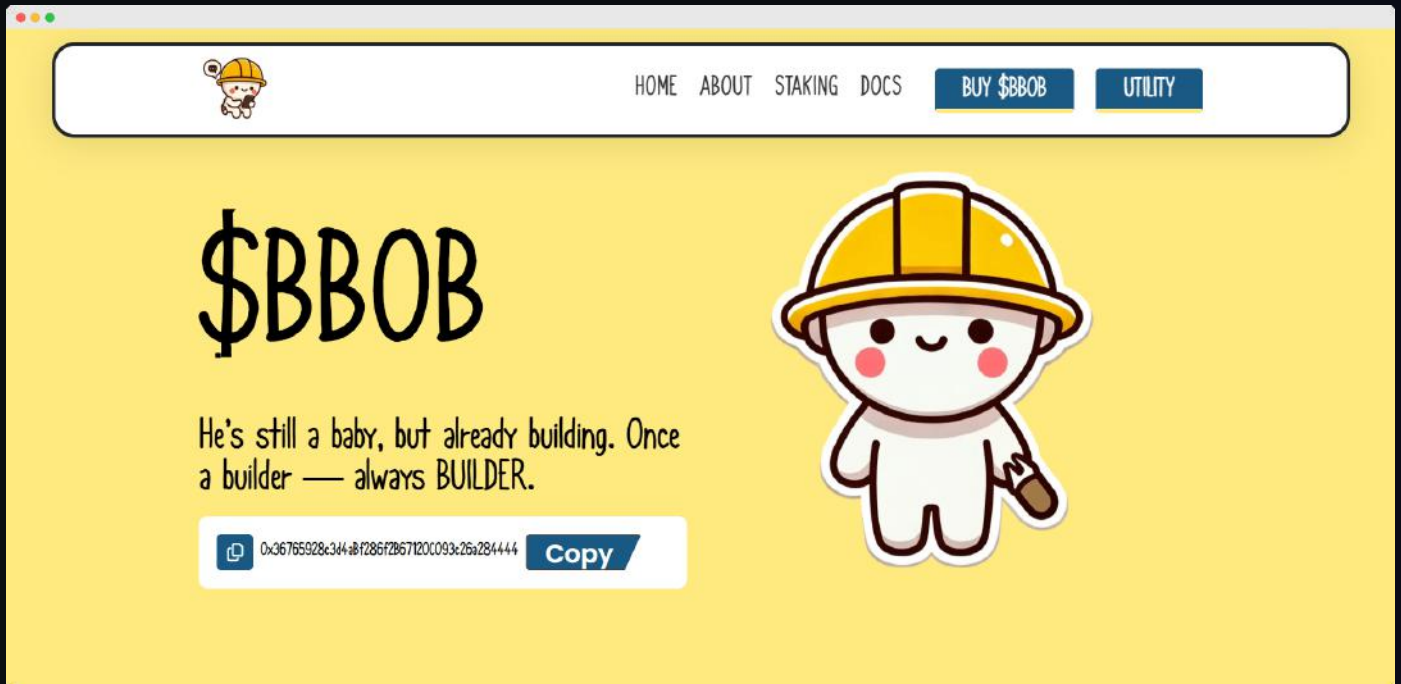 HOME ABOUT STAKING DOCS BUY $BBOB UTILITY
$BBOB
He's still a baby, but already building. Once
a builder — always BUILDER.
0x36765928c3d4aBf286f2B67120C093c26a284444 Copy